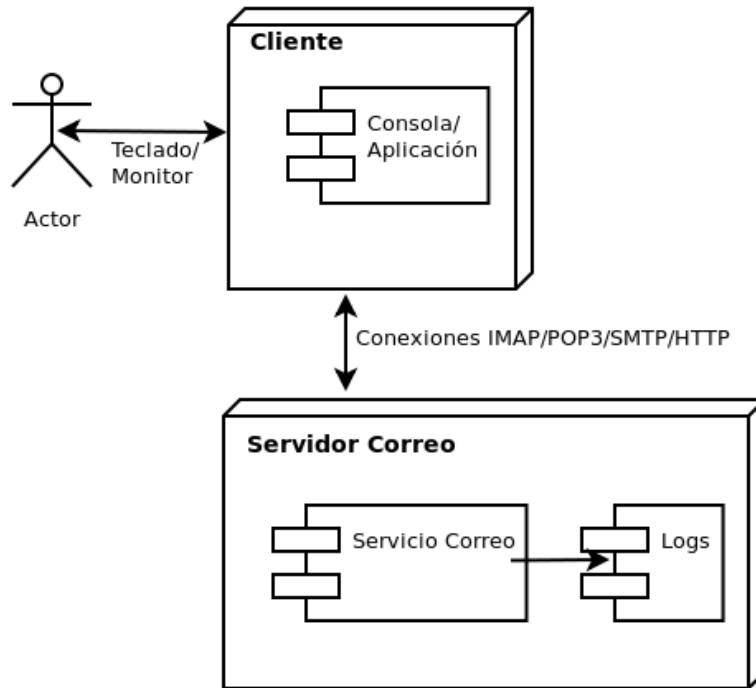 Cliente
Consola/
Aplicación
Teclado/
Monitor
Actor
Conexiones IMAP/POP3/SMTP/HTTP
Servidor Correo
Servicio Correo
Logs